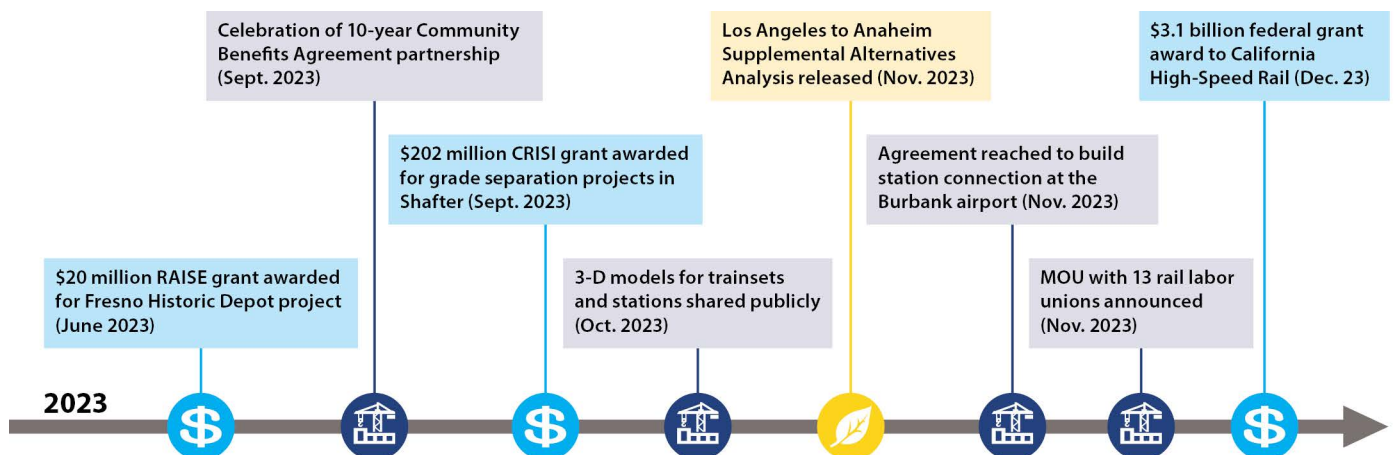 Celebration of 10-year Community
Benefits Agreement partnership
(Sept. 2023)
Los Angeles to Anaheim
Supplemental Alternatives
Analysis released (Nov. 2023)
$3.1 billion federal grant
award to California
High-Speed Rail (Dec. 23)
$202 million CRISI grant awarded
for grade separation projects in
Shafter (Sept. 2023)
Agreement reached to build
station connection at the
Burbank airport (Nov. 2023)
$20 million RAISE grant awarded
for Fresno Historic Depot project
(June 2023)
3-D models for trainsets
and stations shared publicly
(Oct. 2023)
MOU with 13 rail labor
unions announced
(Nov. 2023)
2023
$
$
$